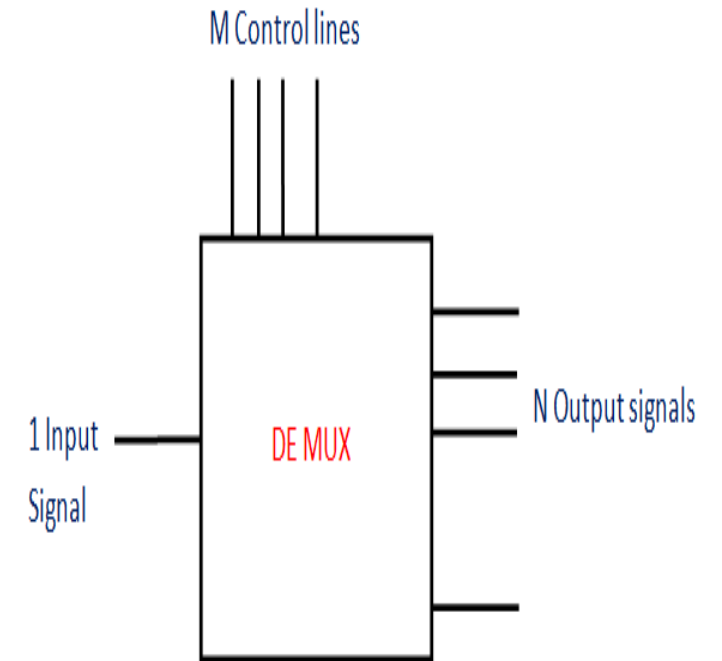 M Control lines
1 Input
Signal
DE MUX
N Output signals